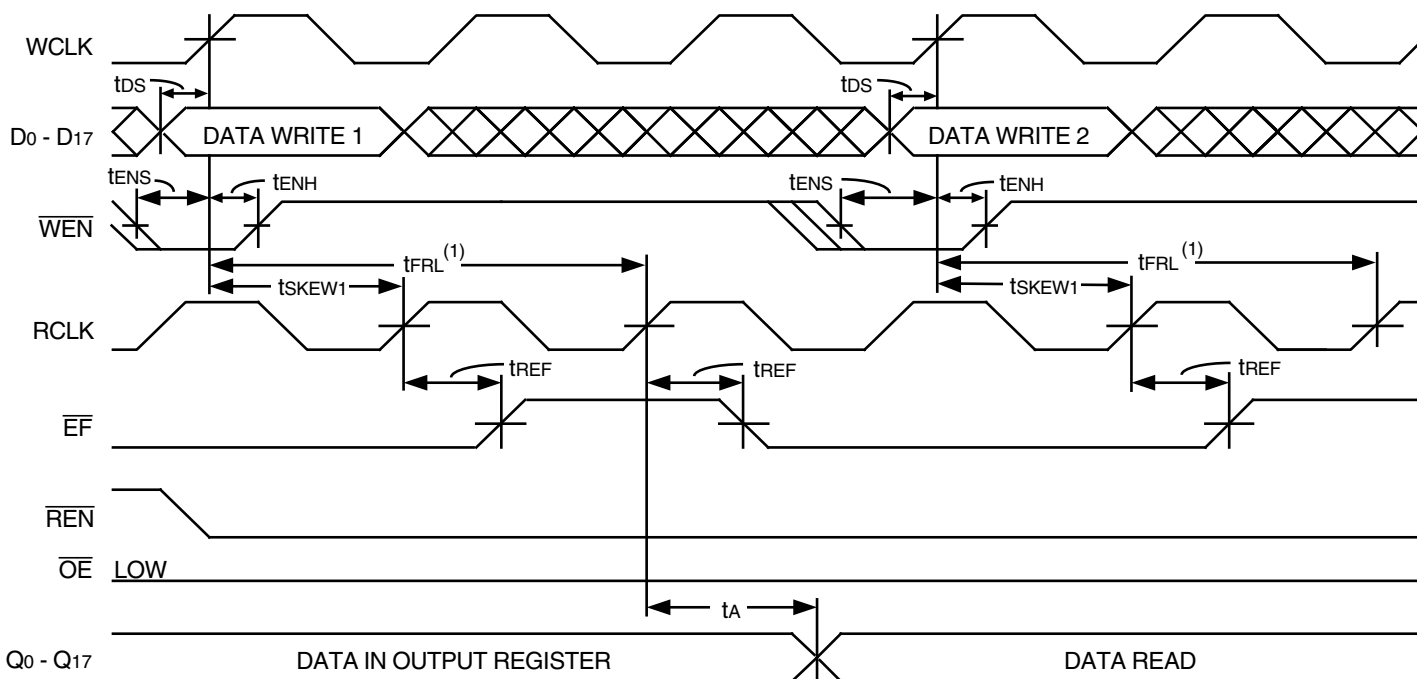 WCLK
tDS
tDS
D0 - D17
DATA WRITE 1
DATA WRITE 2
tENS
tENH
tENS
tENH
WEN
tFRL(1)
tFRL(1)
tSKEW1
tSKEW1
RCLK
tREF
tREF
tREF
EF
REN
OE
LOW
tA
Q0 - Q17
DATA IN OUTPUT REGISTER
DATA READ